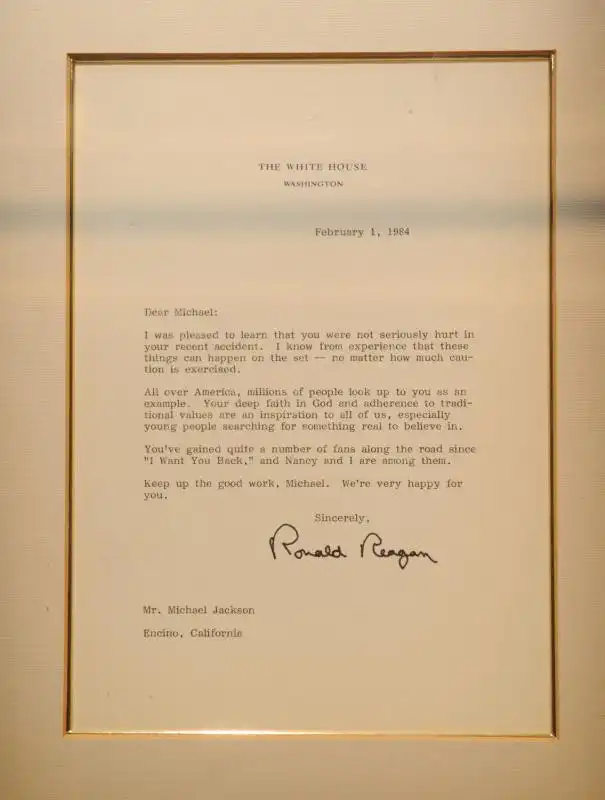 THE WHITE HOUSE
WASHINGTON
February 1, 1984
Dear Michael:
I was pleased to learn that you were not seriously hurt in
your recent accident. I know from experience that these
things can happen on the set — no matter how much cau-
tion is exercised.
All over America, millions of people look up to you as an
example. Your deep faith in God and adherence to tradi-
tional values are an inspiration to all of us, especially
young people searching for something real to believe in.
You've gained quite a number of fans along the road since
"I Want You Back," and Nancy and I are among them.
Keep up the good work, Michael. We're very happy for
you.
Sincerely,
Ronald Reagan
Mr. Michael Jackson
Encino, California